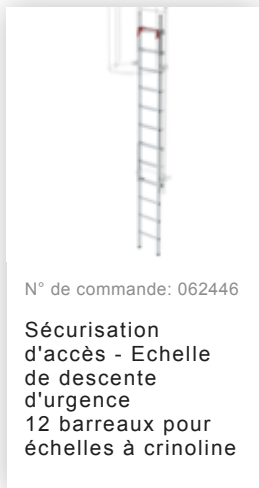 N° de commande: 062446
Sécurisation
d'accès - Echelle
de descente
d'urgence
12 barreaux pour
échelles à crinoline